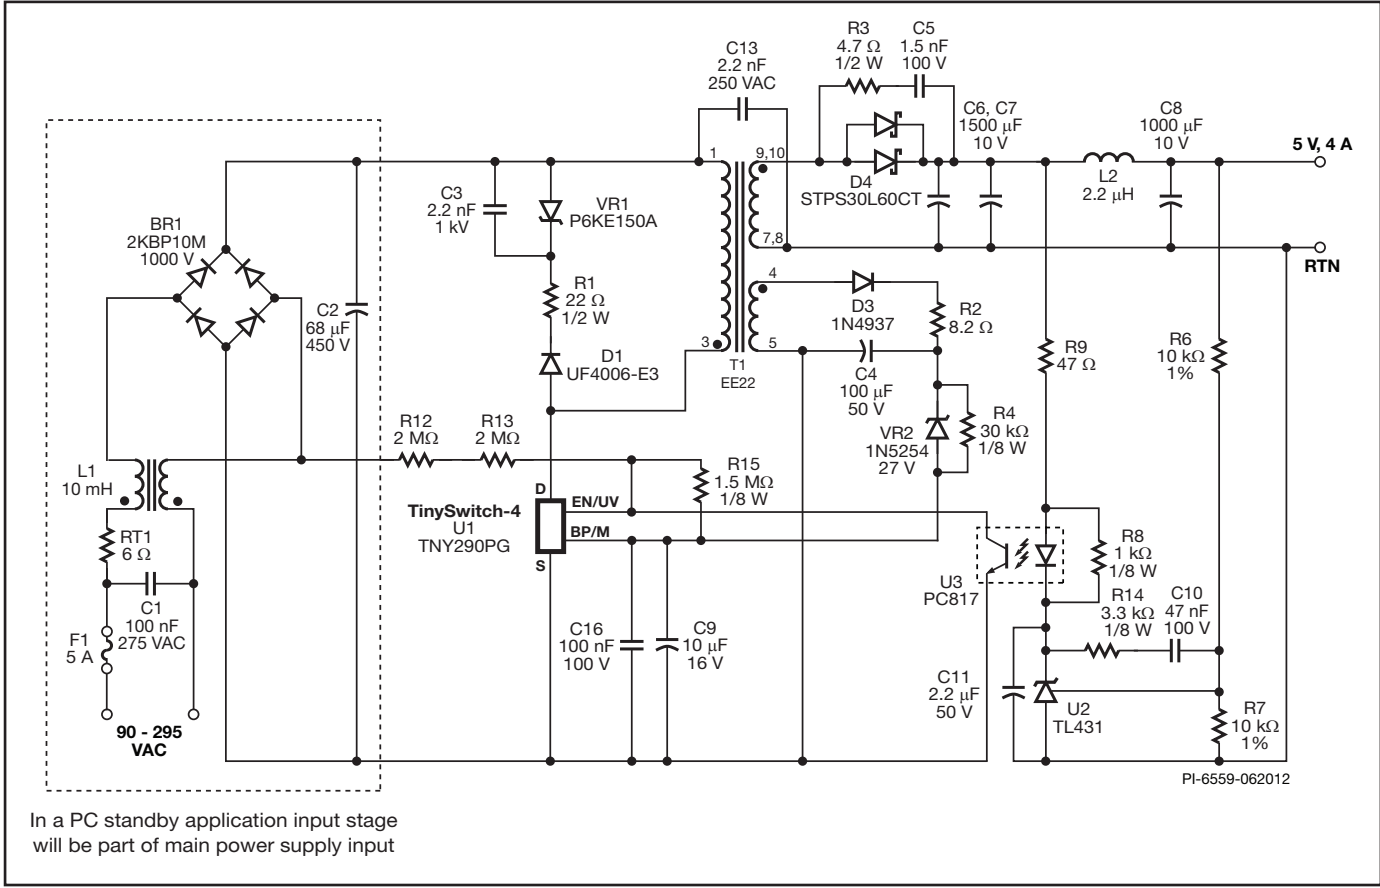 R3
4.7 Ω
1/2 W
C5
1.5 nF
100 V
C13
2.2 nF
250 VAC
C6, C7
1500 μF
10 V
C8
1000 μF
10 V
5 V, 4 A
1
9,10
D4
STPS30L60CT
L2
2.2 μH
C3
2.2 nF
1 kV
VR1
P6KE150A
BR1
2KBP10M
1000 V
7,8
RTN
4
R1
22 Ω
1/2 W
D3
1N4937
R2
8.2 Ω
C2
68 μF
450 V
3
5
T1
EE22
D1
UF4006-E3
C4
100 μF
50 V
R9
47 Ω
R6
10 kΩ
1%
R12
2 MΩ
R13
2 MΩ
VR2
1N5254
27 V
R4
30 kΩ
1/8 W
L1
10 mH
R15
1.5 MΩ
1/8 W
D
EN/UV
TinySwitch-4
U1
TNY290PG
BP/M
S
RT1
6 Ω
R8
1 kΩ
1/8 W
U3
PC817
C1
100 nF
275 VAC
F1
5 A
R14
3.3 kΩ
1/8 W
C10
47 nF
100 V
C16
100 nF
100 V
C9
10 μF
16 V
C11
2.2 μF
50 V
U2
TL431
R7
10 kΩ
1%
90 - 295
VAC
PI-6559-062012
In a PC standby application input stage
will be part of main power supply input